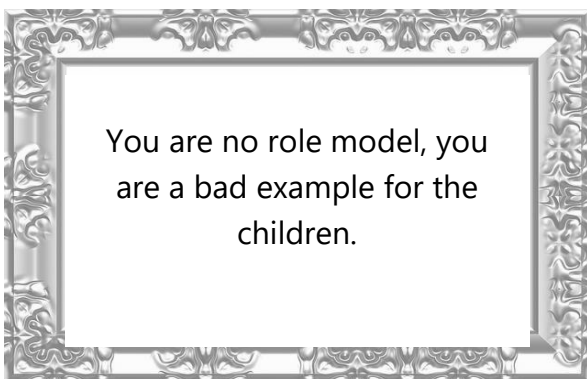 You are no role model, you
are a bad example for the
children.